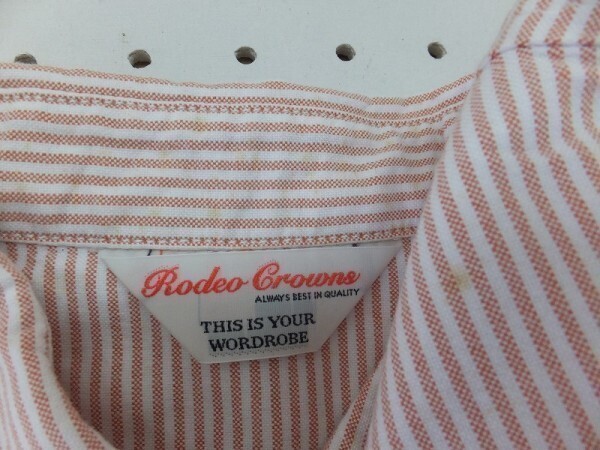 Rodeo Crowns
ALWAYS BEST IN QUALITY
THIS IS YOUR
WORDROBE